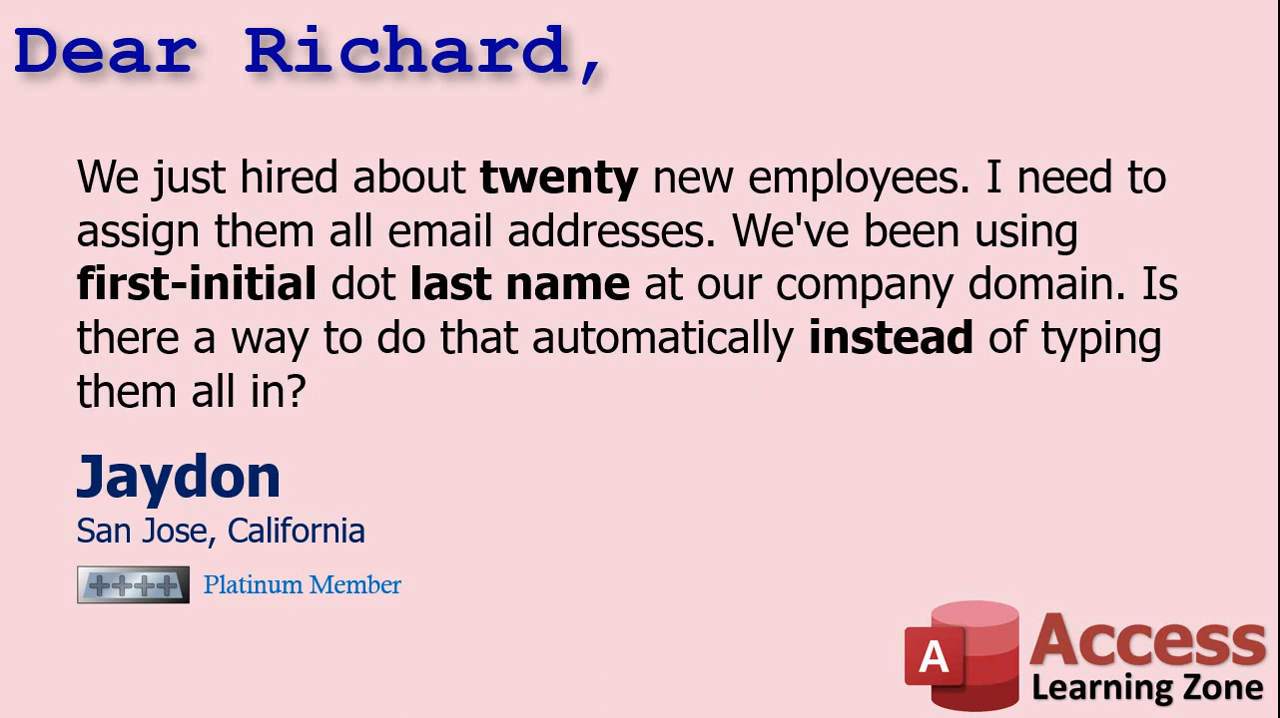 Dear Richard,
We just hired about twenty new employees. I need to
assign them all email addresses. We've been using
first-initial dot last name at our company domain. Is
there a way to do that automatically instead of typing
them all in?
Jaydon
San Jose, California
Platinum Member
A
Access
Learning Zone